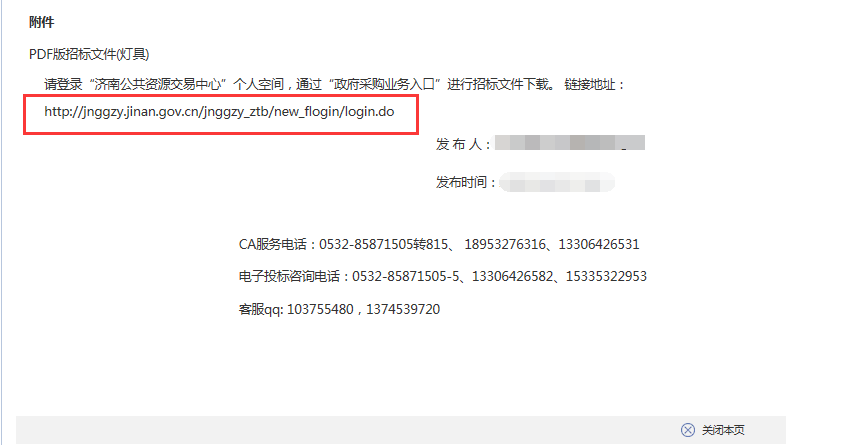 附件
PDF版招标文件(灯具)
请登录“济南公共资源交易中心”个人空间，通过“政府采购业务入口”进行招标文件下载。 链接地址：
http://jnggzy.jinan.gov.cn/jnggzy_ztb/new_flogin/login.do
发 布 人：
发布时间：
CA服务电话：0532-85871505转815、 18953276316、13306426531
电子投标咨询电话：0532-85871505-5、13306426582、15335322953
客服qq: 103755480，1374539720
关闭本页